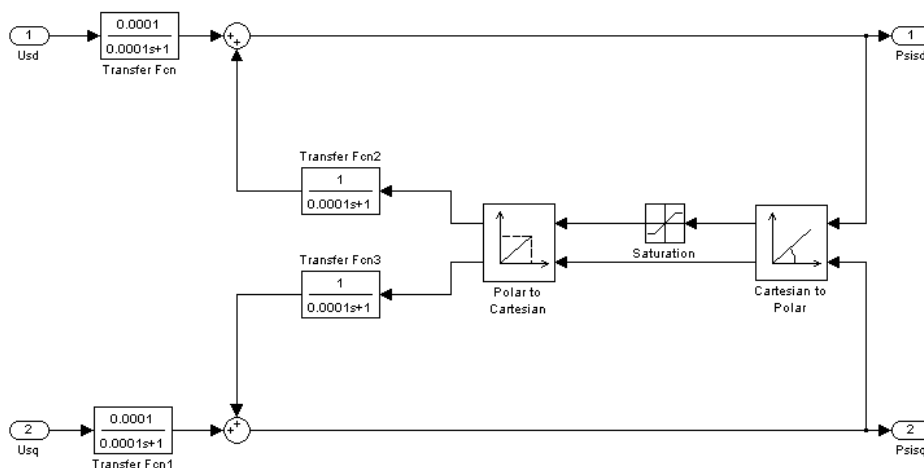 1
Usd
0.0001
0.0001s+1
Transfer Fcn
1
Psisd
Transfer Fcn2
1
0.0001s+1
Transfer Fcn3
1
0.0001s+1
Polar to
Cartesian
Saturation
Cartesian to
Polar
2
Usq
0.0001
0.0001s+1
Transfer Fcn1
2
Psisq